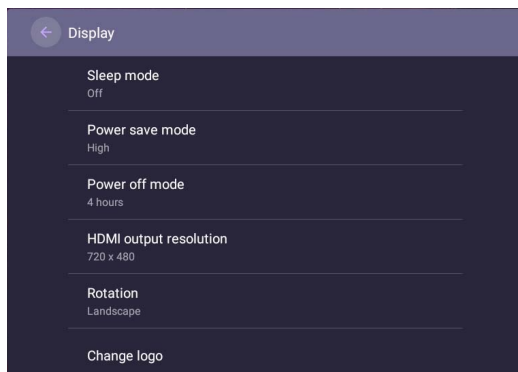 Display
Sleep mode
Off
Power save mode
High
Power off mode
4 hours
HDMI output resolution
720 x 480
Rotation
Landscape
Change logo